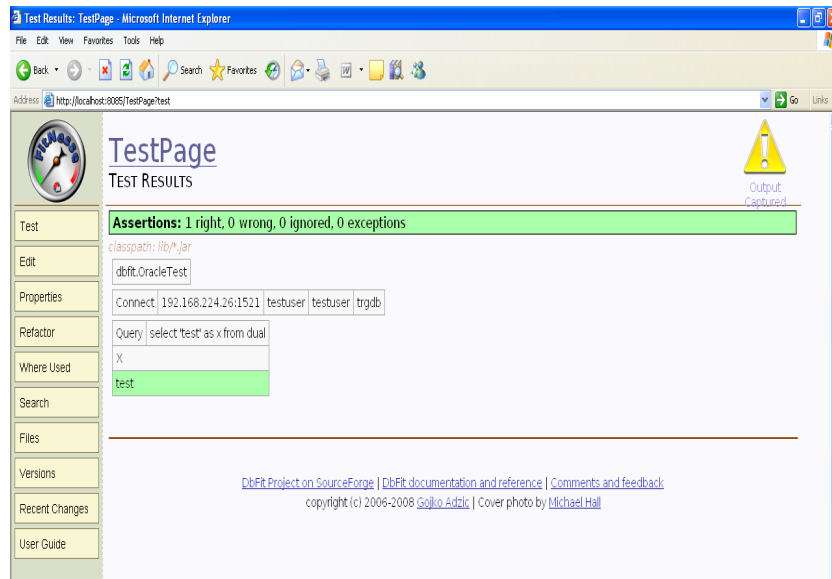 Test Results: TestPage - Microsoft Internet Explorer
File Edit View Favorites Tools Help
Back Search Favorites
Address http://localhost:8085/TestPage?test Go Links
FitNesse
TestPage
TEST RESULTS
Output
Captured
Assertions: 1 right, 0 wrong, 0 ignored, 0 exceptions
classpath: lib/*.jar
dbfit.OracleTest
Connect 192.168.224.26:1521 testuser testuser trgdb
Query select 'test' as x from dual
X
test
Test
Edit
Properties
Refactor
Where Used
Search
Files
Versions
Recent Changes
User Guide
DbFit Project on SourceForge | DbFit documentation and reference | Comments and feedback
copyright (c) 2006-2008 Gojko Adzic | Cover photo by Michael Hall